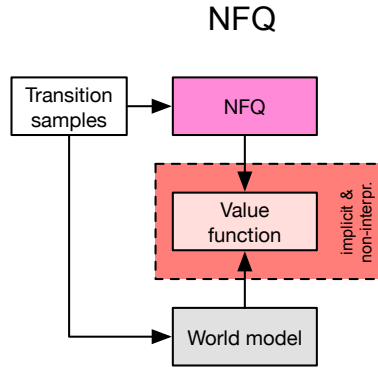 NFQ
Transition
samples
NFQ
Value
function
implicit &
non-interpr.
World model